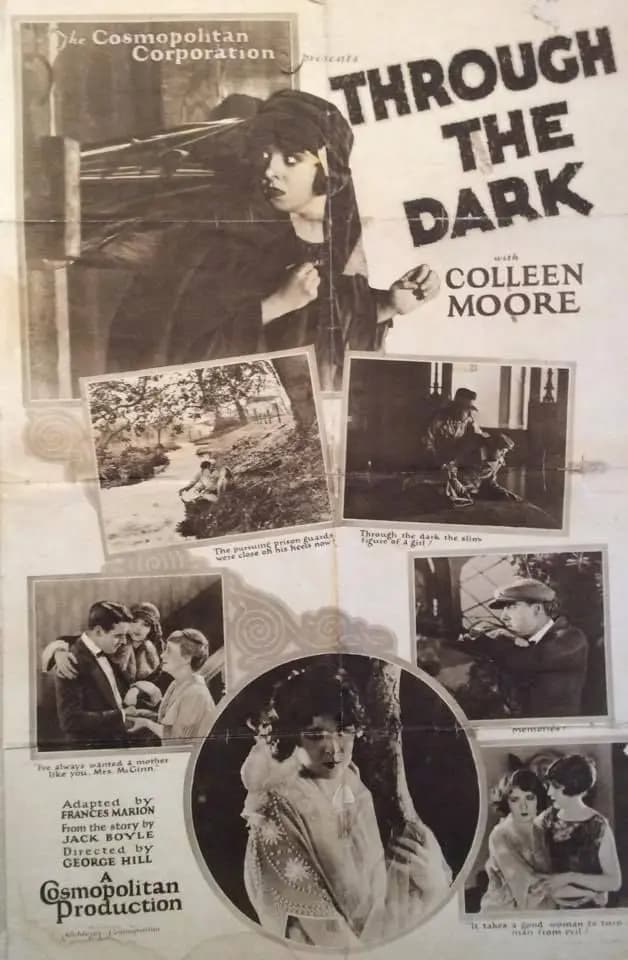 The Cosmopolitan
Corporation
presents
THROUGH
THE
DARK
with
COLLEEN
MOORE
The pursuing prison guards
were close on his heels now!
Through the dark the slim
figure of a girl!
"I've always wanted a mother
like you, Mrs. McGinn."
memories!
Adapted by
FRANCES MARION
From the story by
JACK BOYLE
Directed by
GEORGE HILL
A
Cosmopolitan
Production
It takes a good woman to turn
man from evil!